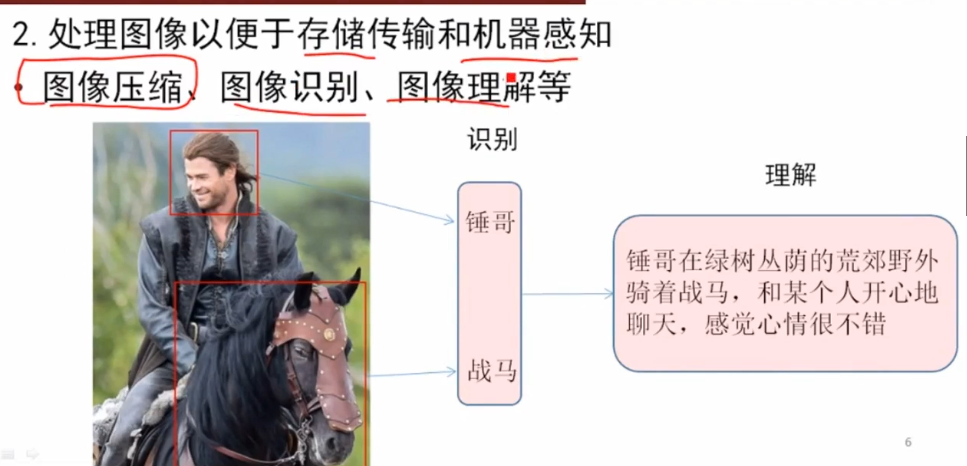 2. 处理图像以便于存储传输和机器感知
• 图像压缩、图像识别、图像理解等
识别
理解
锤哥
战马
锤哥在绿树丛荫的荒郊野外
骑着战马，和某个人开心地
聊天，感觉心情很不错
6